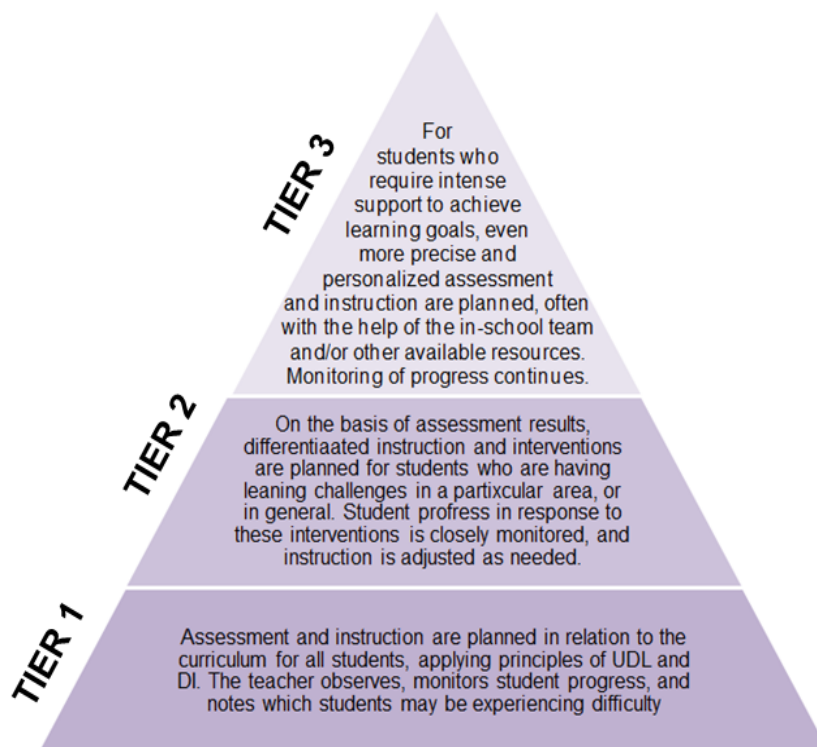 TIER 3
For
students who
require intense
support to achieve
learning goals, even
more precise and
personalized assessment
and instruction are planned, often
with the help of the in-school team
and/or other available resources.
Monitoring of progress continues.
TIER 2
On the basis of assessment results,
differentiaated instruction and interventions
are planned for students who are having
leaning challenges in a partixcular area, or
in general. Student profress in response to
these interventions is closely monitored, and
instruction is adjusted as needed.
TIER 1
Assessment and instruction are planned in relation to the
curriculum for all students, applying principles of UDL and
DI. The teacher observes, monitors student progress, and
notes which students may be experiencing difficulty